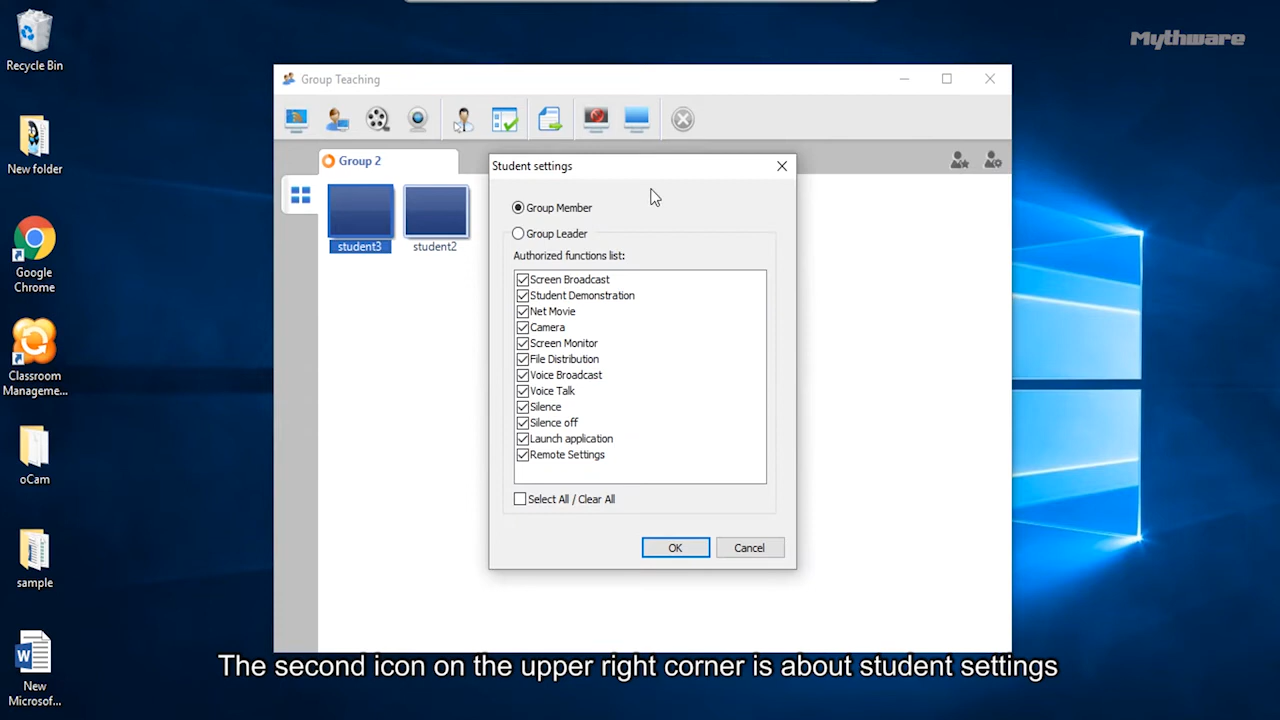 Mythware
Recycle Bin
New folder
Google
Chrome
Classroom
Manageme...
oCam
sample
New
Microsof...
Group Teaching
Group 2
student3
student2
Student settings
Group Member
Group Leader
Authorized functions list:
Screen Broadcast
Student Demonstration
Net Movie
Camera
Screen Monitor
File Distribution
Voice Broadcast
Voice Talk
Silence
Silence off
Launch application
Remote Settings
Select All / Clear All
OK
Cancel
The second icon on the upper right corner is about student settings